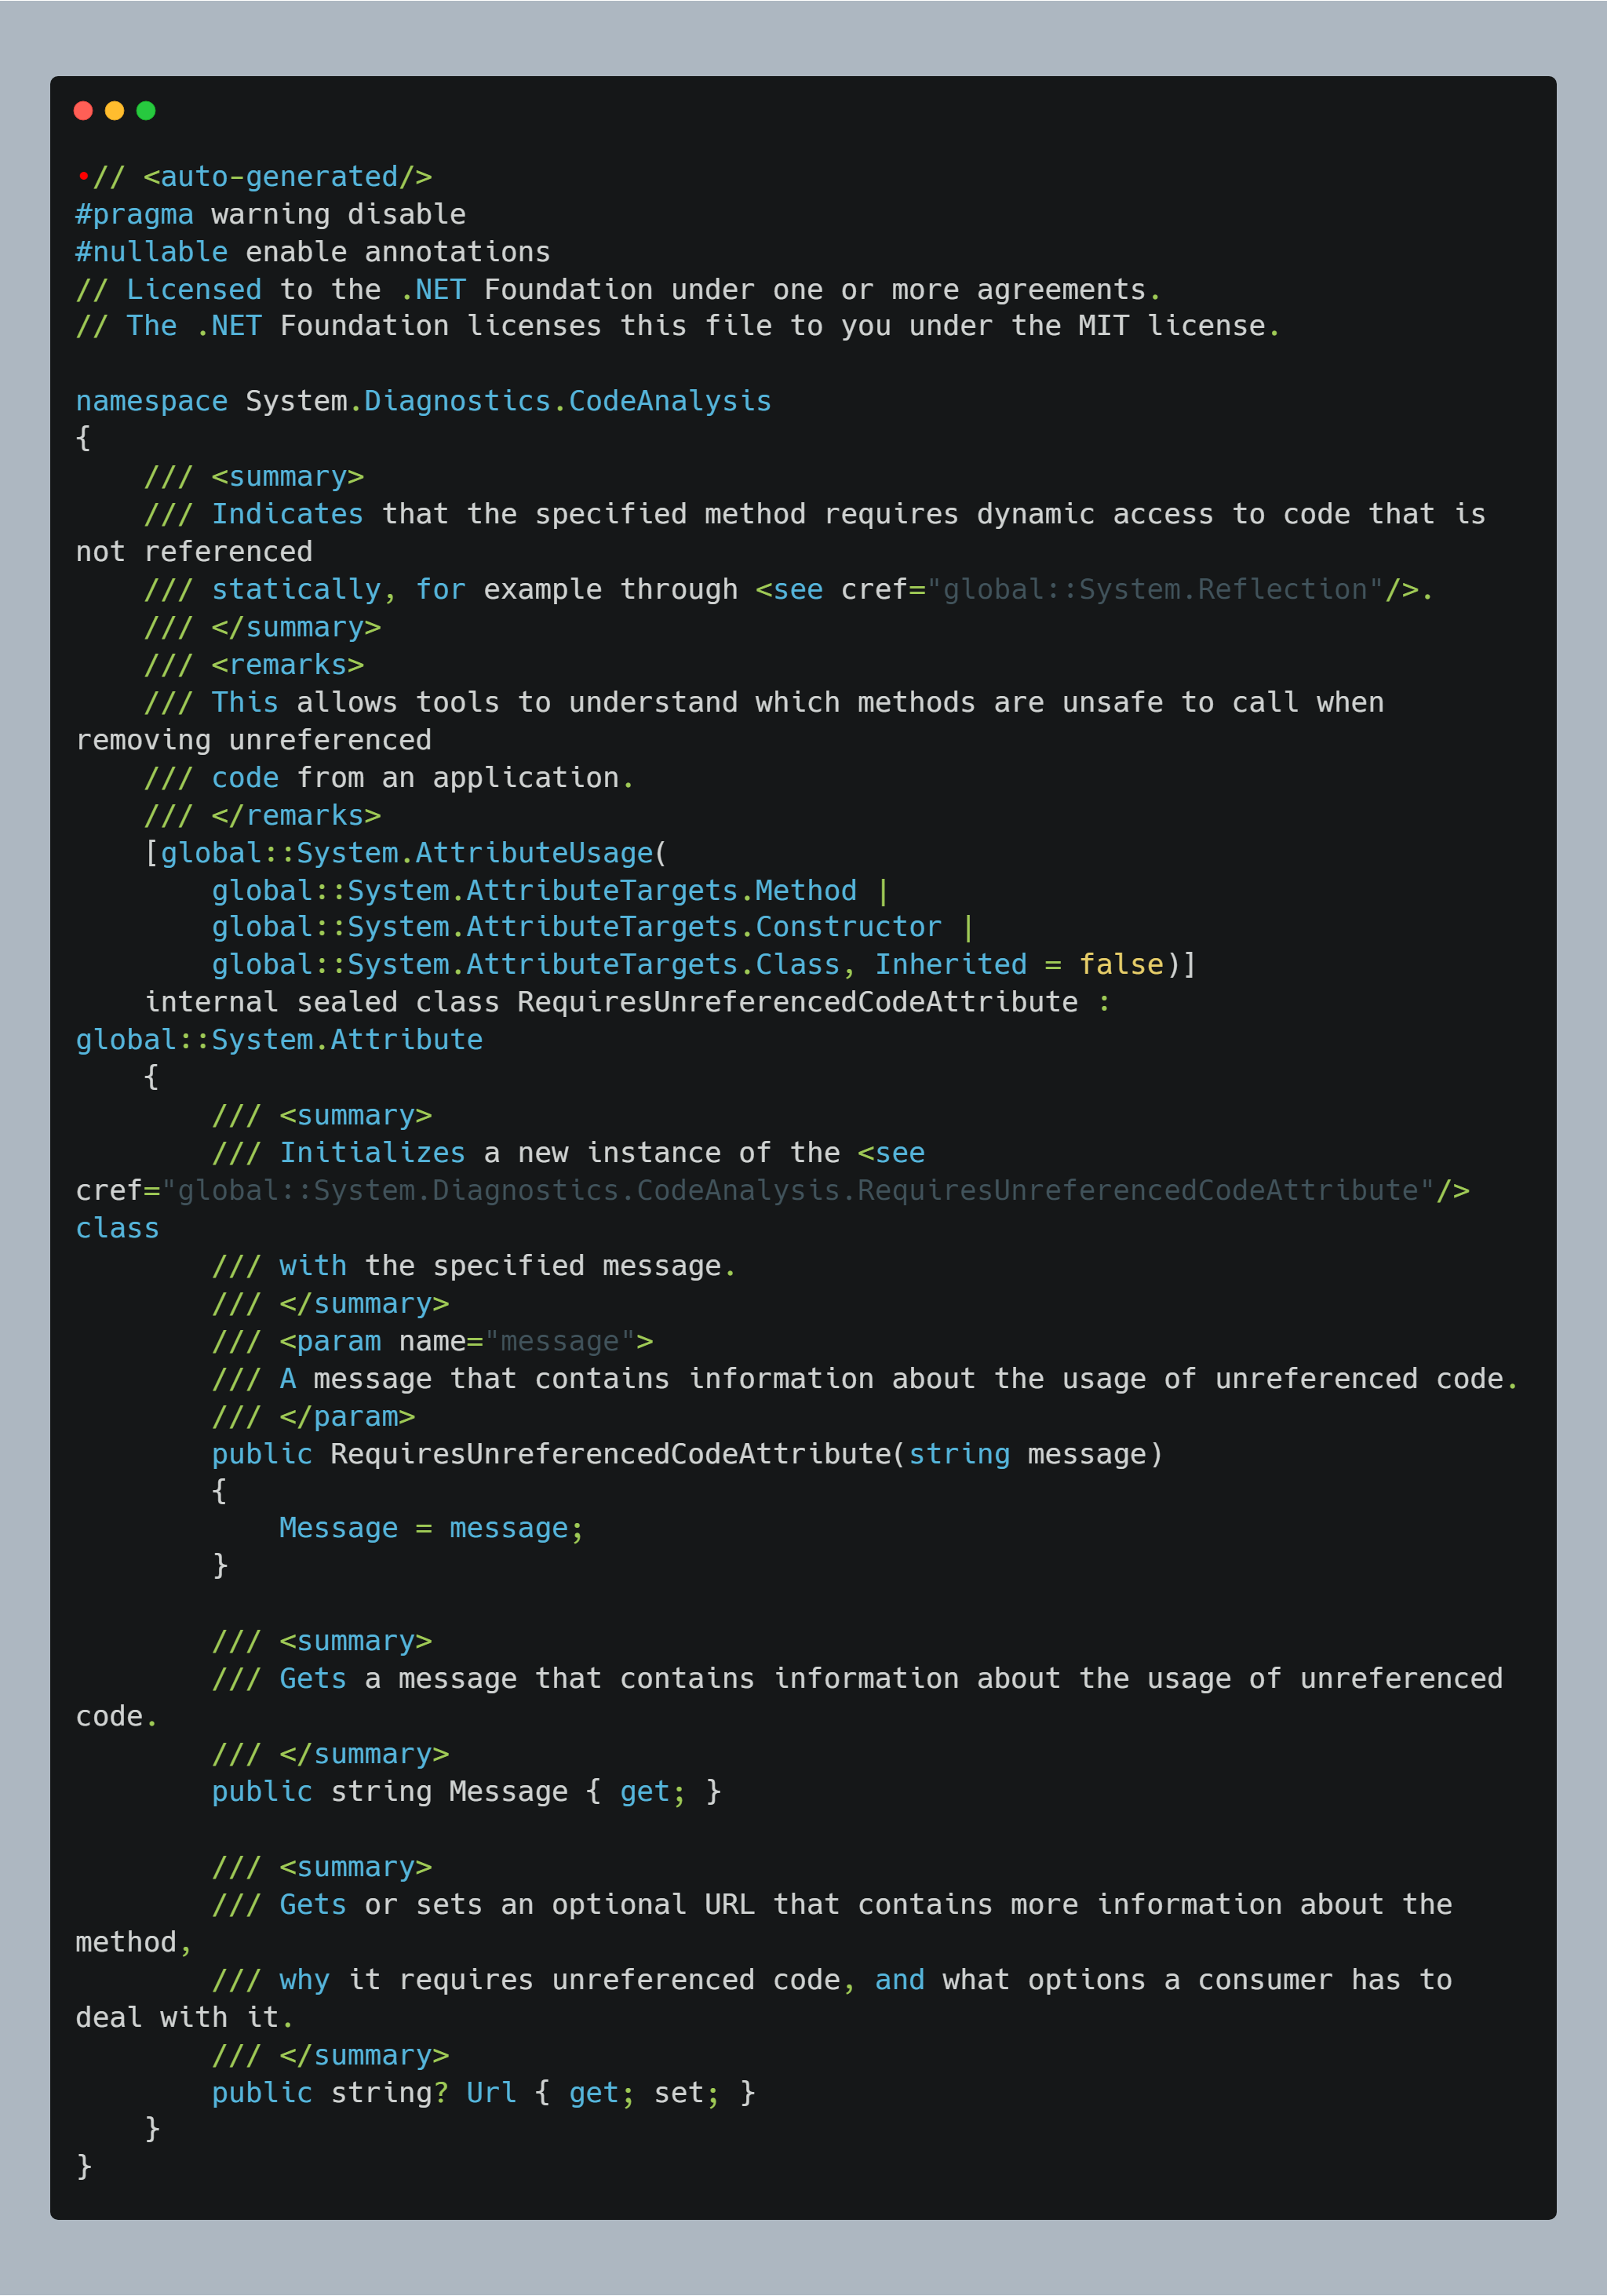 •// <auto-generated/>
#pragma warning disable
#nullable enable annotations
// Licensed to the .NET Foundation under one or more agreements.
// The .NET Foundation licenses this file to you under the MIT license.

namespace System.Diagnostics.CodeAnalysis
{
    /// <summary>
    /// Indicates that the specified method requires dynamic access to code that is
not referenced
    /// statically, for example through <see cref="global::System.Reflection"/>.
    /// </summary>
    /// <remarks>
    /// This allows tools to understand which methods are unsafe to call when
removing unreferenced
    /// code from an application.
    /// </remarks>
    [global::System.AttributeUsage(
        global::System.AttributeTargets.Method |
        global::System.AttributeTargets.Constructor |
        global::System.AttributeTargets.Class, Inherited = false)]
    internal sealed class RequiresUnreferencedCodeAttribute :
global::System.Attribute
    {
        /// <summary>
        /// Initializes a new instance of the <see
cref="global::System.Diagnostics.CodeAnalysis.RequiresUnreferencedCodeAttribute"/>
class
        /// with the specified message.
        /// </summary>
        /// <param name="message">
        /// A message that contains information about the usage of unreferenced code.
        /// </param>
        public RequiresUnreferencedCodeAttribute(string message)
        {
            Message = message;
        }

        /// <summary>
        /// Gets a message that contains information about the usage of unreferenced
code.
        /// </summary>
        public string Message { get; }

        /// <summary>
        /// Gets or sets an optional URL that contains more information about the
method,
        /// why it requires unreferenced code, and what options a consumer has to
deal with it.
        /// </summary>
        public string? Url { get; set; }
    }
}